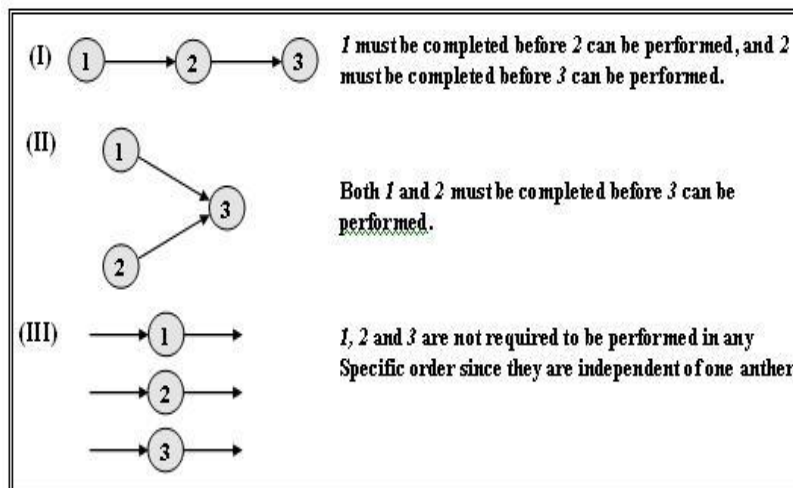 (I) 1 2 3 1 must be completed before 2 can be performed, and 2
must be completed before 3 can be performed.
(II) 1
3
2
Both 1 and 2 must be completed before 3 can be
performed.
(III) 1
2
3
1, 2 and 3 are not required to be performed in any
Specific order since they are independent of one anther